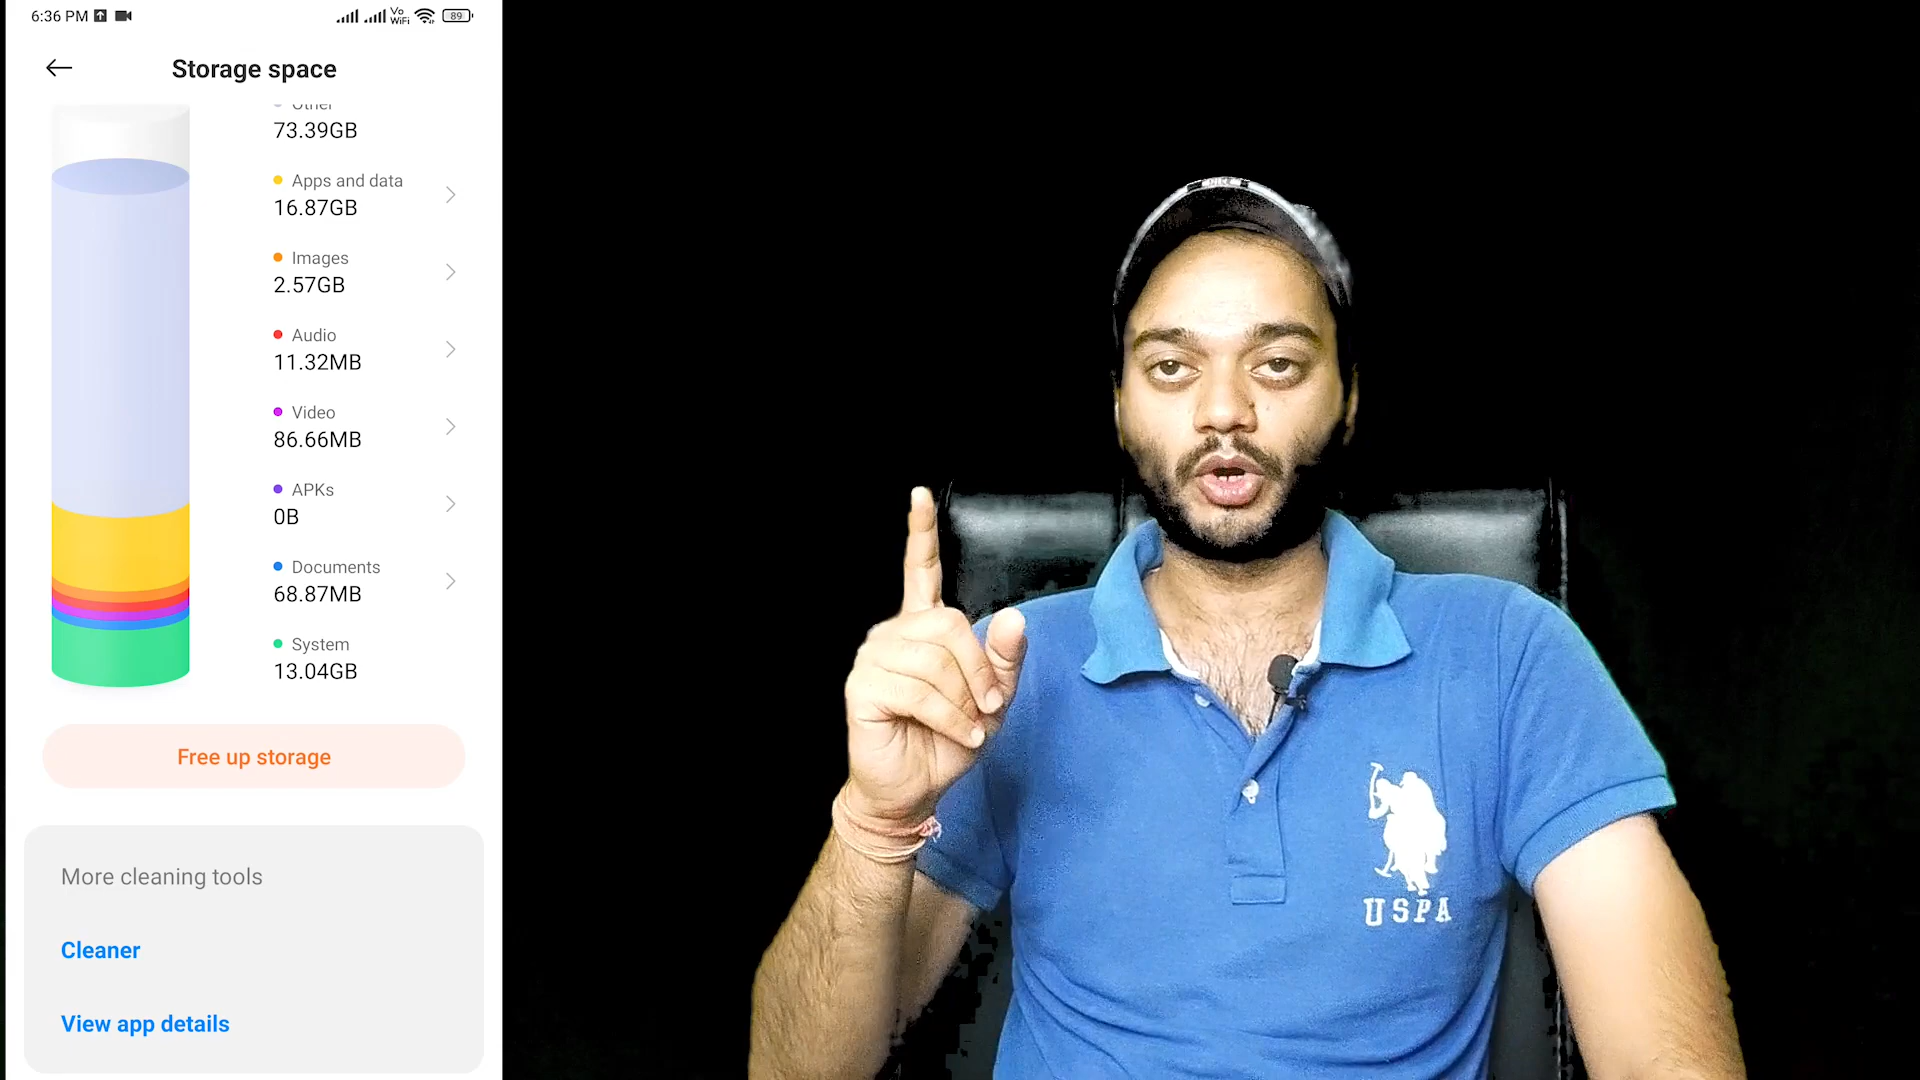 6:36 PM
Vo
WiFi
89
Storage space
Other
73.39GB
Apps and data
16.87GB
Images
2.57GB
Audio
11.32MB
Video
86.66MB
APKs
0B
Documents
68.87MB
System
13.04GB
Free up storage
More cleaning tools
Cleaner
View app details
USPA